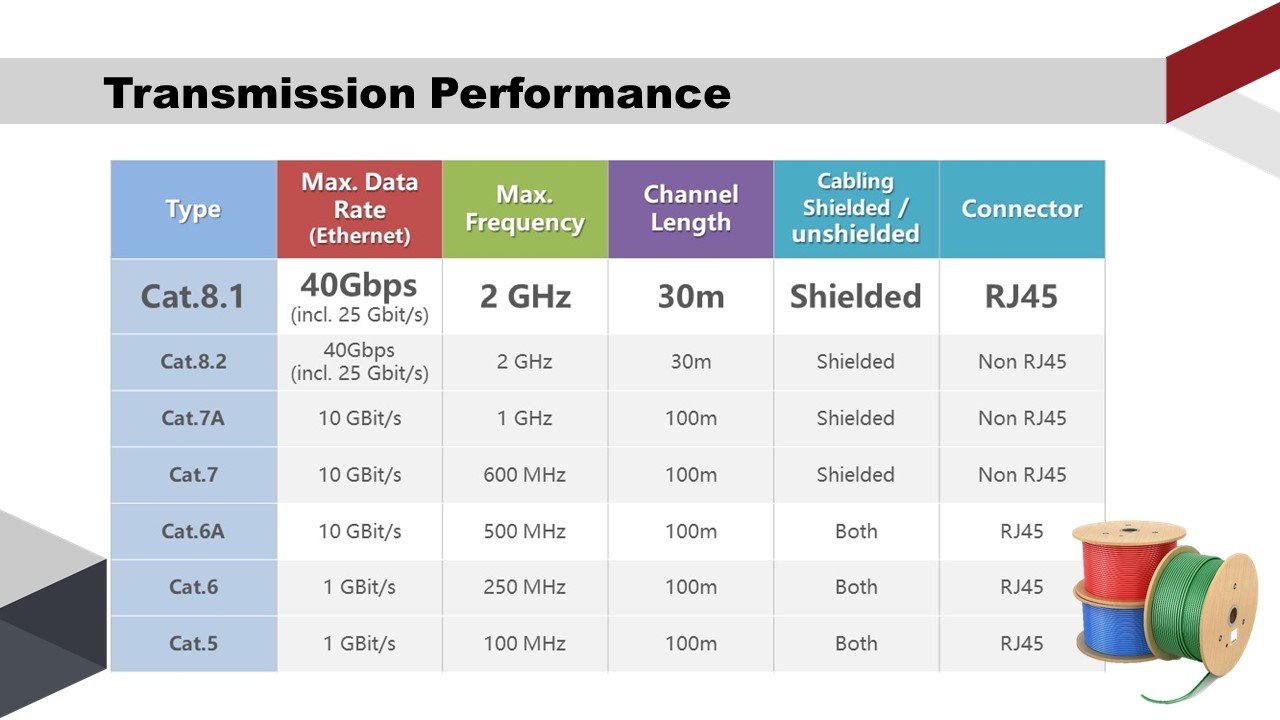 Transmission Performance
Type
Max. Data
Rate
(Ethernet)
Max.
Frequency
Channel
Length
Cabling
Shielded /
unshielded
Connector
Cat.8.1
40Gbps
(incl. 25 Gbit/s)
2 GHz
30m
Shielded
RJ45
Cat.8.2
40Gbps
(incl. 25 Gbit/s)
2 GHz
30m
Shielded
Non RJ45
Cat.7A
10 GBit/s
1 GHz
100m
Shielded
Non RJ45
Cat.7
10 GBit/s
600 MHz
100m
Shielded
Non RJ45
Cat.6A
10 GBit/s
500 MHz
100m
Both
RJ45
Cat.6
1 GBit/s
250 MHz
100m
Both
RJ45
Cat.5
1 GBit/s
100 MHz
100m
Both
RJ45